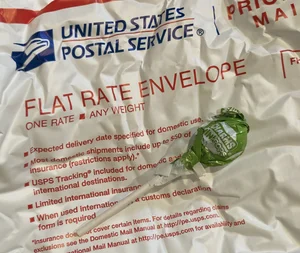 UNITED STATES
POSTAL SERVICE®
PRIO
MAI
FLAT RATE ENVELOPE
ONE RATE ■ ANY WEIGHT
■ Expected delivery date specified for domestic use.
■ Most domestic shipments include up to $50 of
insurance (restrictions apply).*
■ USPS Tracking® included for domestic
international destinations.
■ Limited international insurance
■ When used internation a customs declaration
form is required
*Insurance does not cover certain items. For details regarding claims
exclusions see the Domestic Mail Manual at http://pe.usps.com
national Mail Manual at http://pe.usps.com for availability and